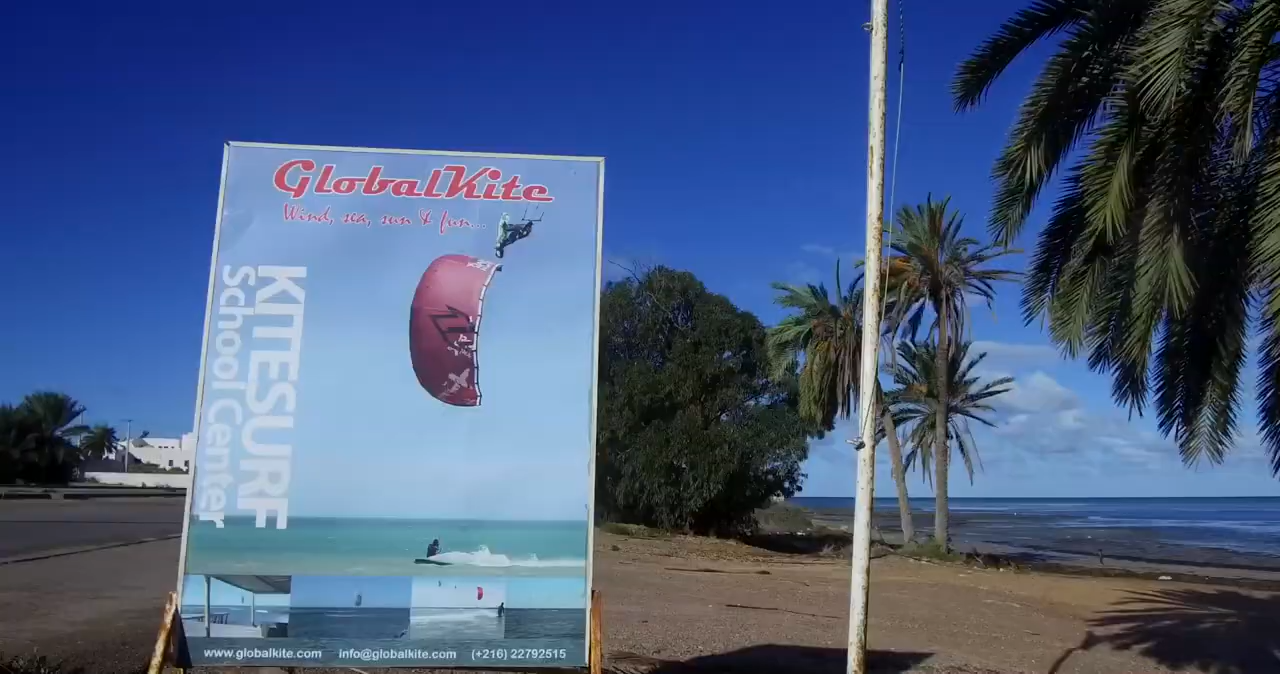 GlobalKite
Wind, sea, sun & fun...
KITESURF
School Center
www.globalkite.com info@globalkite.com (+216) 22792515